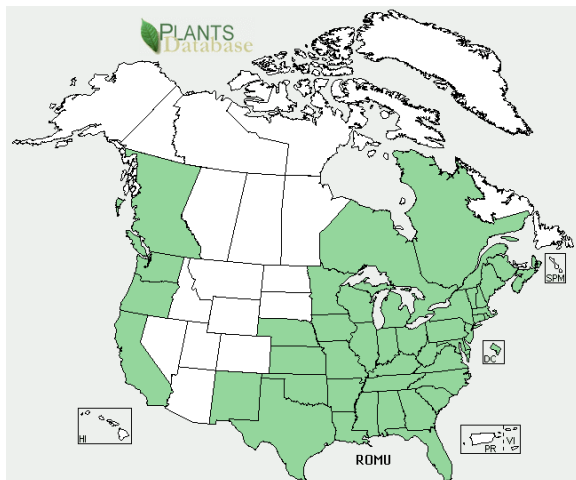 PLANTS
Database
SPM
DC
HI
PR
VI
ROMU